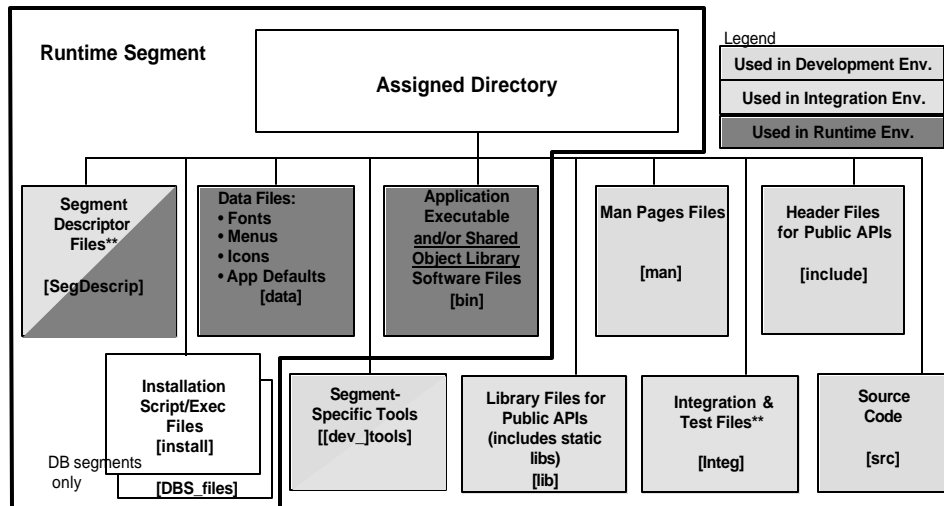 Runtime Segment
Assigned Directory
Legend
Used in Development Env.
Used in Integration Env.
Used in Runtime Env.
Segment
Descriptor
Files**
[SegDescrip]
Data Files:
• Fonts
• Menus
• Icons
• App Defaults
[data]
Application
Executable
and/or Shared
Object Library
Software Files
[bin]
Man Pages Files
[man]
Header Files
for Public APIs
[include]
Installation
Script/Exec
Files
[install]
DB segments
only
[DBS_files]
Segment-
Specific Tools
[[dev_]tools]
Library Files for
Public APIs
(includes static
libs)
[lib]
Integration &
Test Files**
[Integ]
Source
Code
[src]